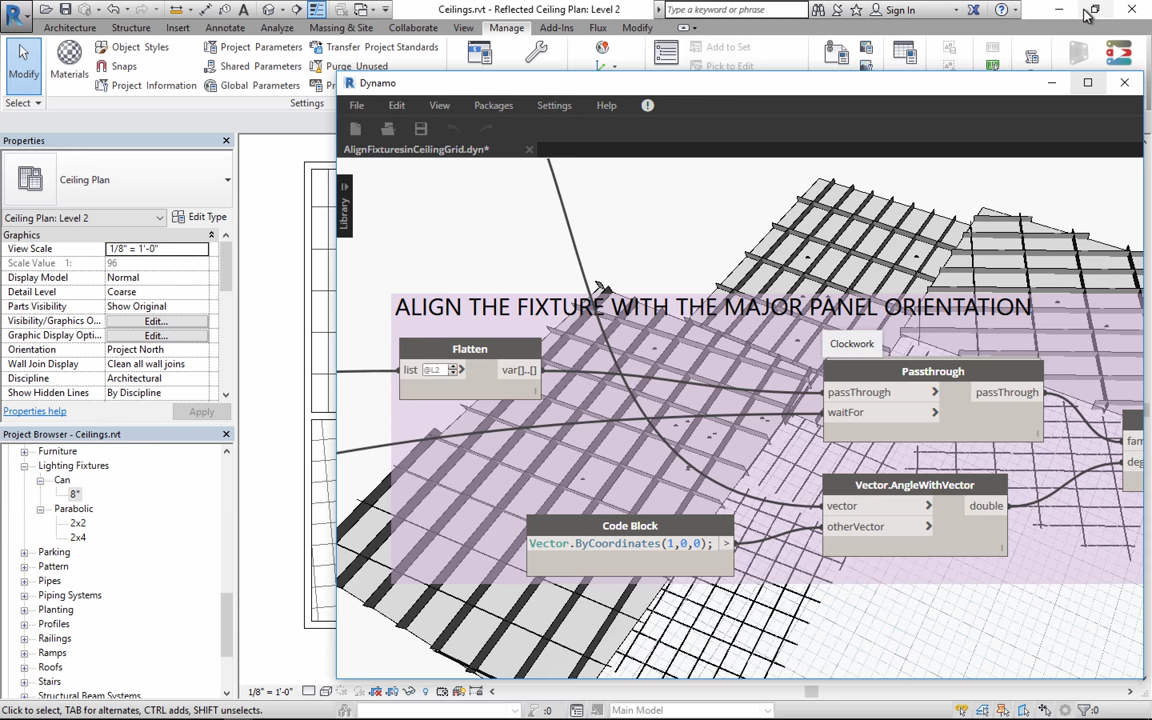 Ceilings.rvt - Reflected Ceiling Plan: Level 2
Type a keyword or phrase
Sign In
Architecture Structure Insert Annotate Analyze Massing & Site Collaborate View Manage Add-Ins Flux Modify
Modify
Materials
Object Styles
Snaps
Project Information
Project Parameters
Shared Parameters
Global Parameters
Transfer Project Standards
Purge Unused
Add to Set
Pick to Edit
Select
Settings
Properties
Ceiling Plan
Ceiling Plan: Level 2
Edit Type
Graphics
View Scale 1/8" = 1'-0"
Scale Value 1: 96
Display Model Normal
Detail Level Coarse
Parts Visibility Show Original
Visibility/Graphics O... Edit...
Graphic Display Opti... Edit...
Orientation Project North
Wall Join Display Clean all wall joins
Discipline Architectural
Show Hidden Lines By Discipline
Properties help
Apply
Project Browser - Ceilings.rvt
Furniture
Lighting Fixtures
Can
8"
Parabolic
2x2
2x4
Parking
Pattern
Pipes
Piping Systems
Planting
Profiles
Railings
Ramps
Roofs
Stairs
Structural Beam Systems
Dynamo
File Edit View Packages Settings Help
AlignFixturesinCeilingGrid.dyn*
Library
ALIGN THE FIXTURE WITH THE MAJOR PANEL ORIENTATION
Flatten
list @L2 > var[]..[]
Clockwork
Passthrough
passThrough > passThrough
waitFor >
fam
deg
Vector.AngleWithVector
vector > double
otherVector >
Code Block
Vector.ByCoordinates(1,0,0); >
1/8" = 1'-0"
Click to select, TAB for alternates, CTRL adds, SHIFT unselects.
:0
Main Model
:0